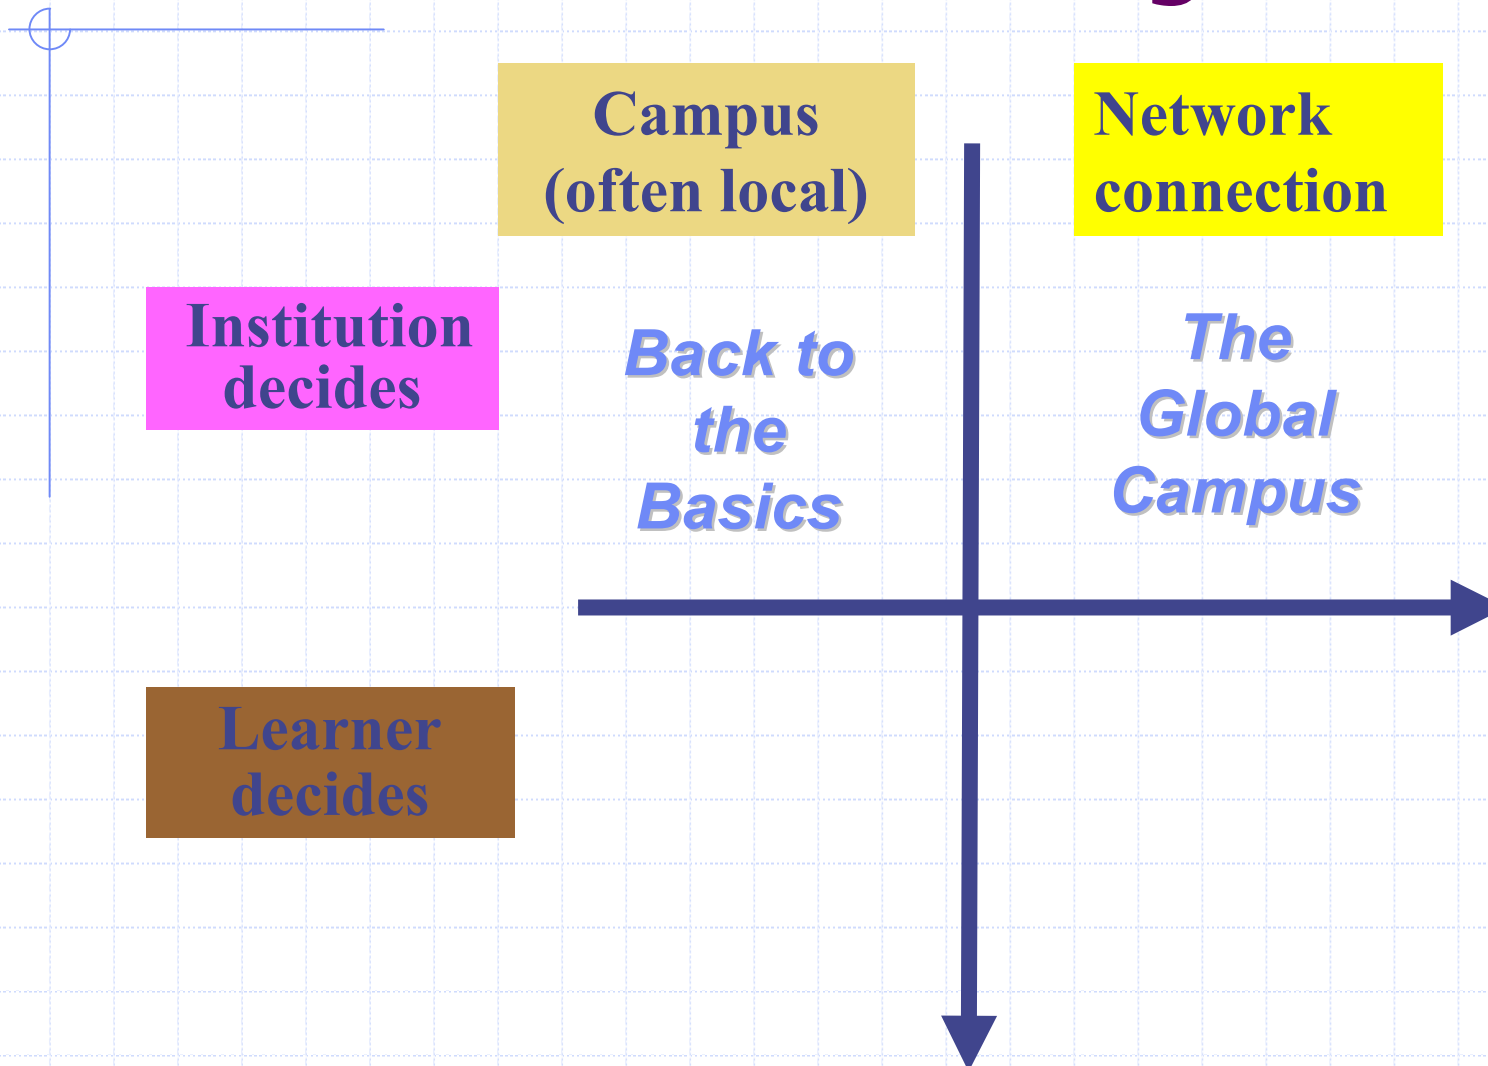 Campus
(often local)
Network
connection
Institution
decides
Back to
the
Basics
The
Global
Campus
Learner
decides